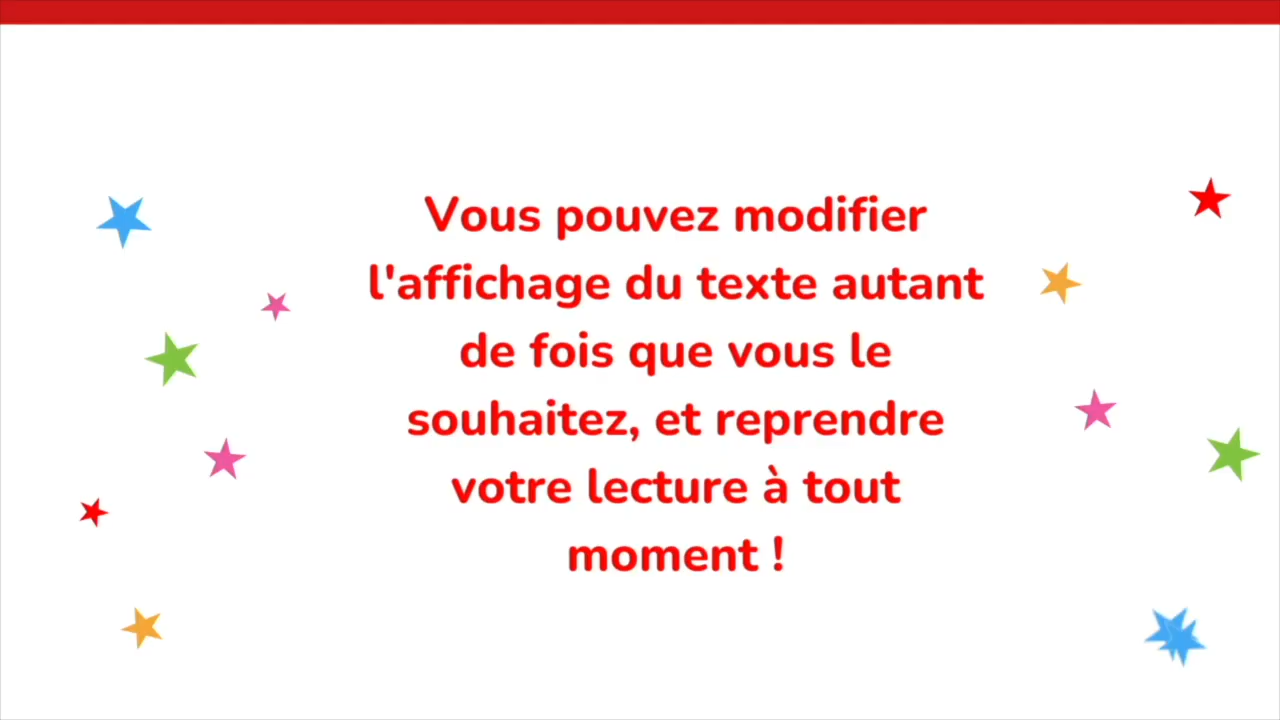 Vous pouvez modifier
l'affichage du texte autant
de fois que vous le
souhaitez, et reprendre
votre lecture à tout
moment !